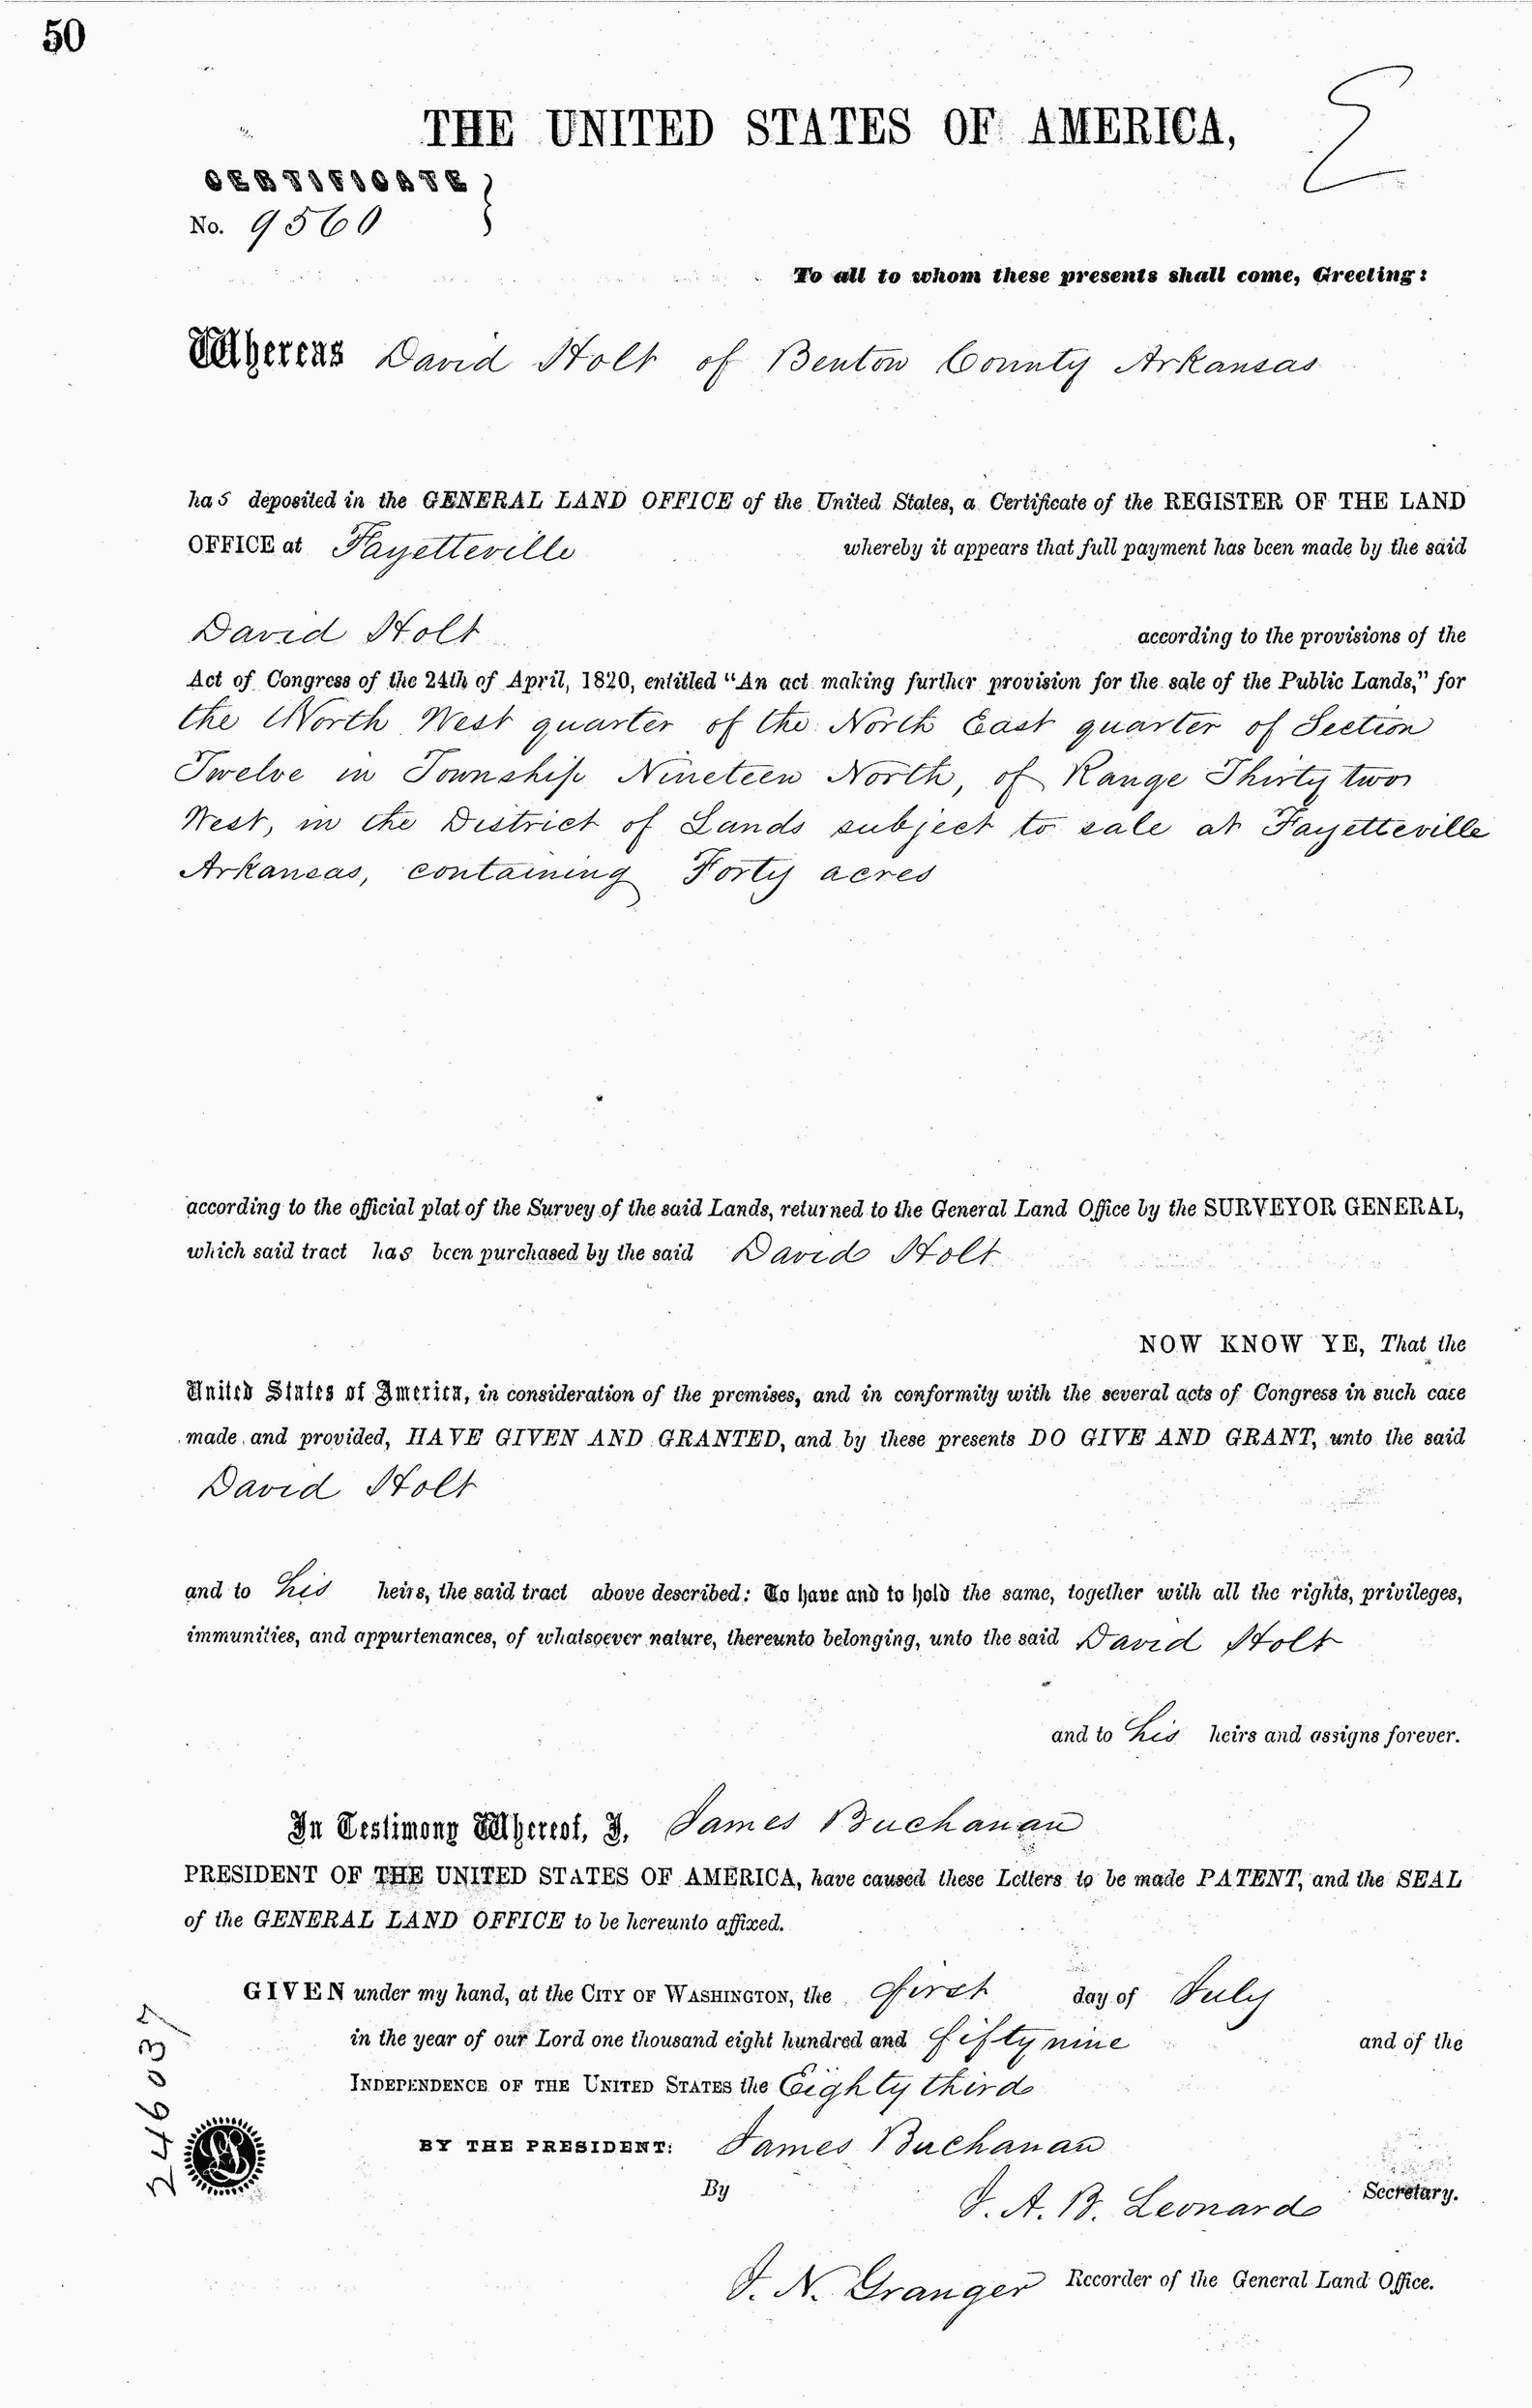 50
THE UNITED STATES OF AMERICA,
CERTIFICATE
No. 9560
To all to whom these presents shall come, Greeting:
Whereas David Holt of Benton County Arkansas
has deposited in the GENERAL LAND OFFICE of the United States, a Certificate of the REGISTER OF THE LAND
OFFICE at Fayetteville whereby it appears that full payment has been made by the said
David Holt according to the provisions of the
Act of Congress of the 24th of April, 1820, entitled "An act making further provision for the sale of the Public Lands," for
the North West quarter of the North East quarter of Section
Twelve in Township Nineteen North, of Range Thirty two
West, in the District of Lands subject to sale at Fayetteville
Arkansas, containing Forty acres
according to the official plat of the Survey of the said Lands, returned to the General Land Office by the SURVEYOR GENERAL,
which said tract has been purchased by the said David Holt
NOW KNOW YE, That the
United States of America, in consideration of the premises, and in conformity with the several acts of Congress in such case
made and provided, HAVE GIVEN AND GRANTED, and by these presents DO GIVE AND GRANT, unto the said
David Holt
and to his heirs, the said tract above described: To have and to hold the same, together with all the rights, privileges,
immunities, and appurtenances, of whatsoever nature, thereunto belonging, unto the said David Holt
and to his heirs and assigns forever.
In Testimony Whereof, I, James Buchanan
PRESIDENT OF THE UNITED STATES OF AMERICA, have caused these Letters to be made PATENT, and the SEAL
of the GENERAL LAND OFFICE to be hereunto affixed.
GIVEN under my hand, at the CITY OF WASHINGTON, the first day of July
in the year of our Lord one thousand eight hundred and fifty nine and of the
INDEPENDENCE OF THE UNITED STATES the Eighty third
BY THE PRESIDENT: James Buchanan
By J. A. B. Leonard Secretary.
J. N. Granger Recorder of the General Land Office.
246037